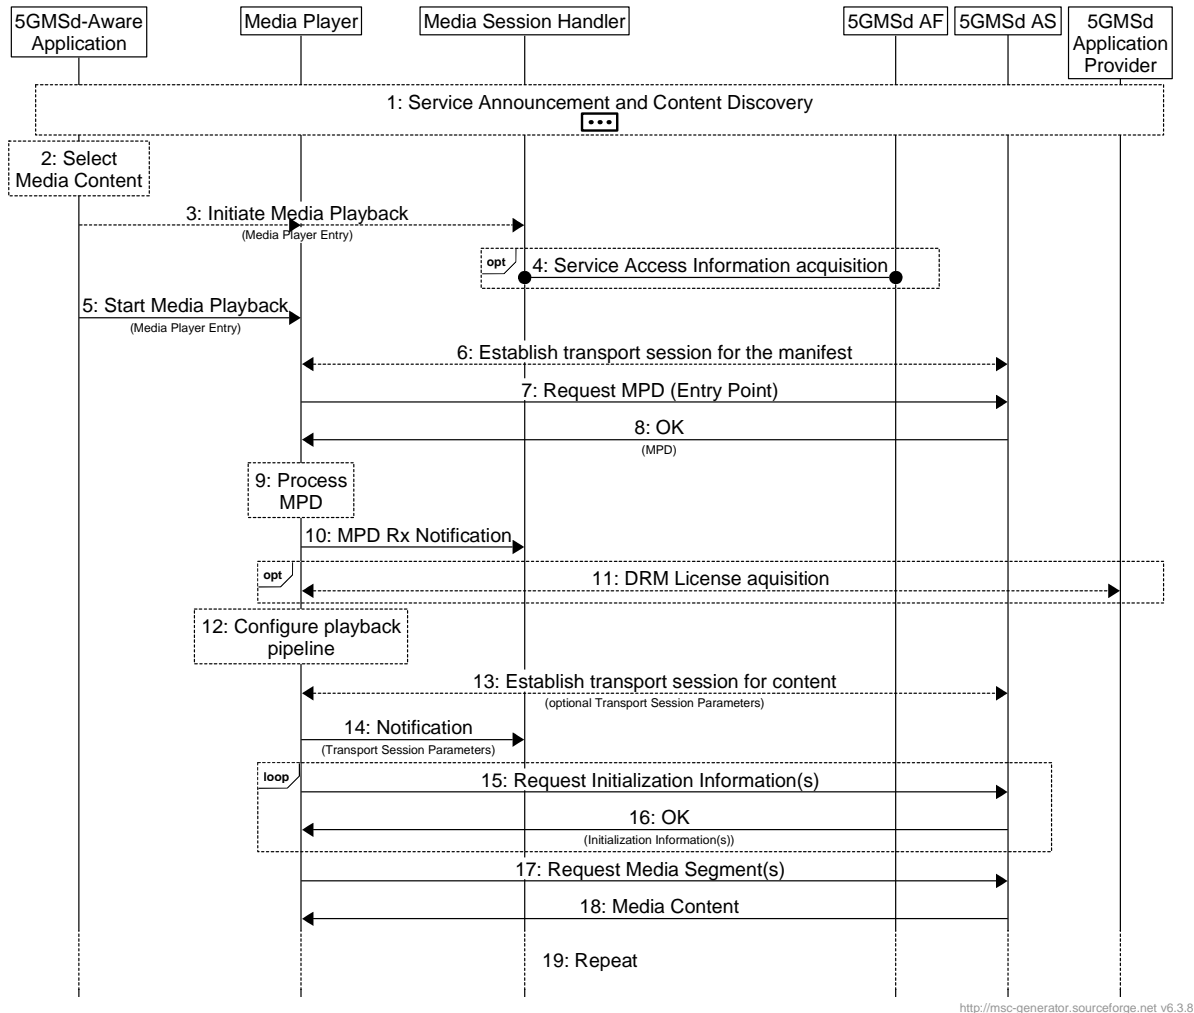 5GMSd-Aware
Application
Media Player
Media Session Handler
5GMSd AF
5GMSd AS
5GMSd
Application
Provider
1: Service Announcement and Content Discovery
2: Select
Media Content
3: Initiate Media Playback
(Media Player Entry)
opt
4: Service Access Information acquisition
5: Start Media Playback
(Media Player Entry)
6: Establish transport session for the manifest
7: Request MPD (Entry Point)
8: OK
(MPD)
9: Process
MPD
10: MPD Rx Notification
opt
11: DRM License aquisition
12: Configure playback
pipeline
13: Establish transport session for content
(optional Transport Session Parameters)
14: Notification
(Transport Session Parameters)
loop
15: Request Initialization Information(s)
16: OK
(Initialization Information(s))
17: Request Media Segment(s)
18: Media Content
19: Repeat
http://msc-generator.sourceforge.net v6.3.8